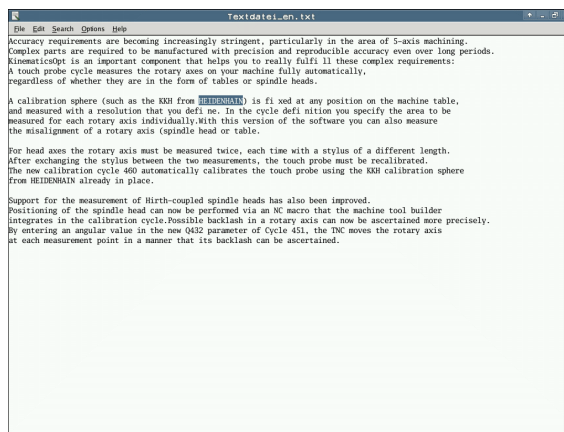 Textdatei_en.txt
File Edit Search Options Help
Accuracy requirements are becoming increasingly stringent, particularly in the area of 5-axis machining.
Complex parts are required to be manufactured with precision and reproducible accuracy even over long periods.
KinematicsOpt is an important component that helps you to really fulfi ll these complex requirements:
A touch probe cycle measures the rotary axes on your machine fully automatically,
regardless of whether they are in the form of tables or spindle heads.
A calibration sphere (such as the KKH from HEIDENHAIN) is fi xed at any position on the machine table,
and measured with a resolution that you defi ne. In the cycle defi nition you specify the area to be
measured for each rotary axis individually.With this version of the software you can also measure
the misalignment of a rotary axis (spindle head or table.
For head axes the rotary axis must be measured twice, each time with a stylus of a different length.
After exchanging the stylus between the two measurements, the touch probe must be recalibrated.
The new calibration cycle 460 automatically calibrates the touch probe using the KKH calibration sphere
from HEIDENHAIN already in place.
Support for the measurement of Hirth-coupled spindle heads has also been improved.
Positioning of the spindle head can now be performed via an NC macro that the machine tool builder
integrates in the calibration cycle.Possible backlash in a rotary axis can now be ascertained more precisely.
By entering an angular value in the new Q432 parameter of Cycle 451, the TNC moves the rotary axis
at each measurement point in a manner that its backlash can be ascertained.